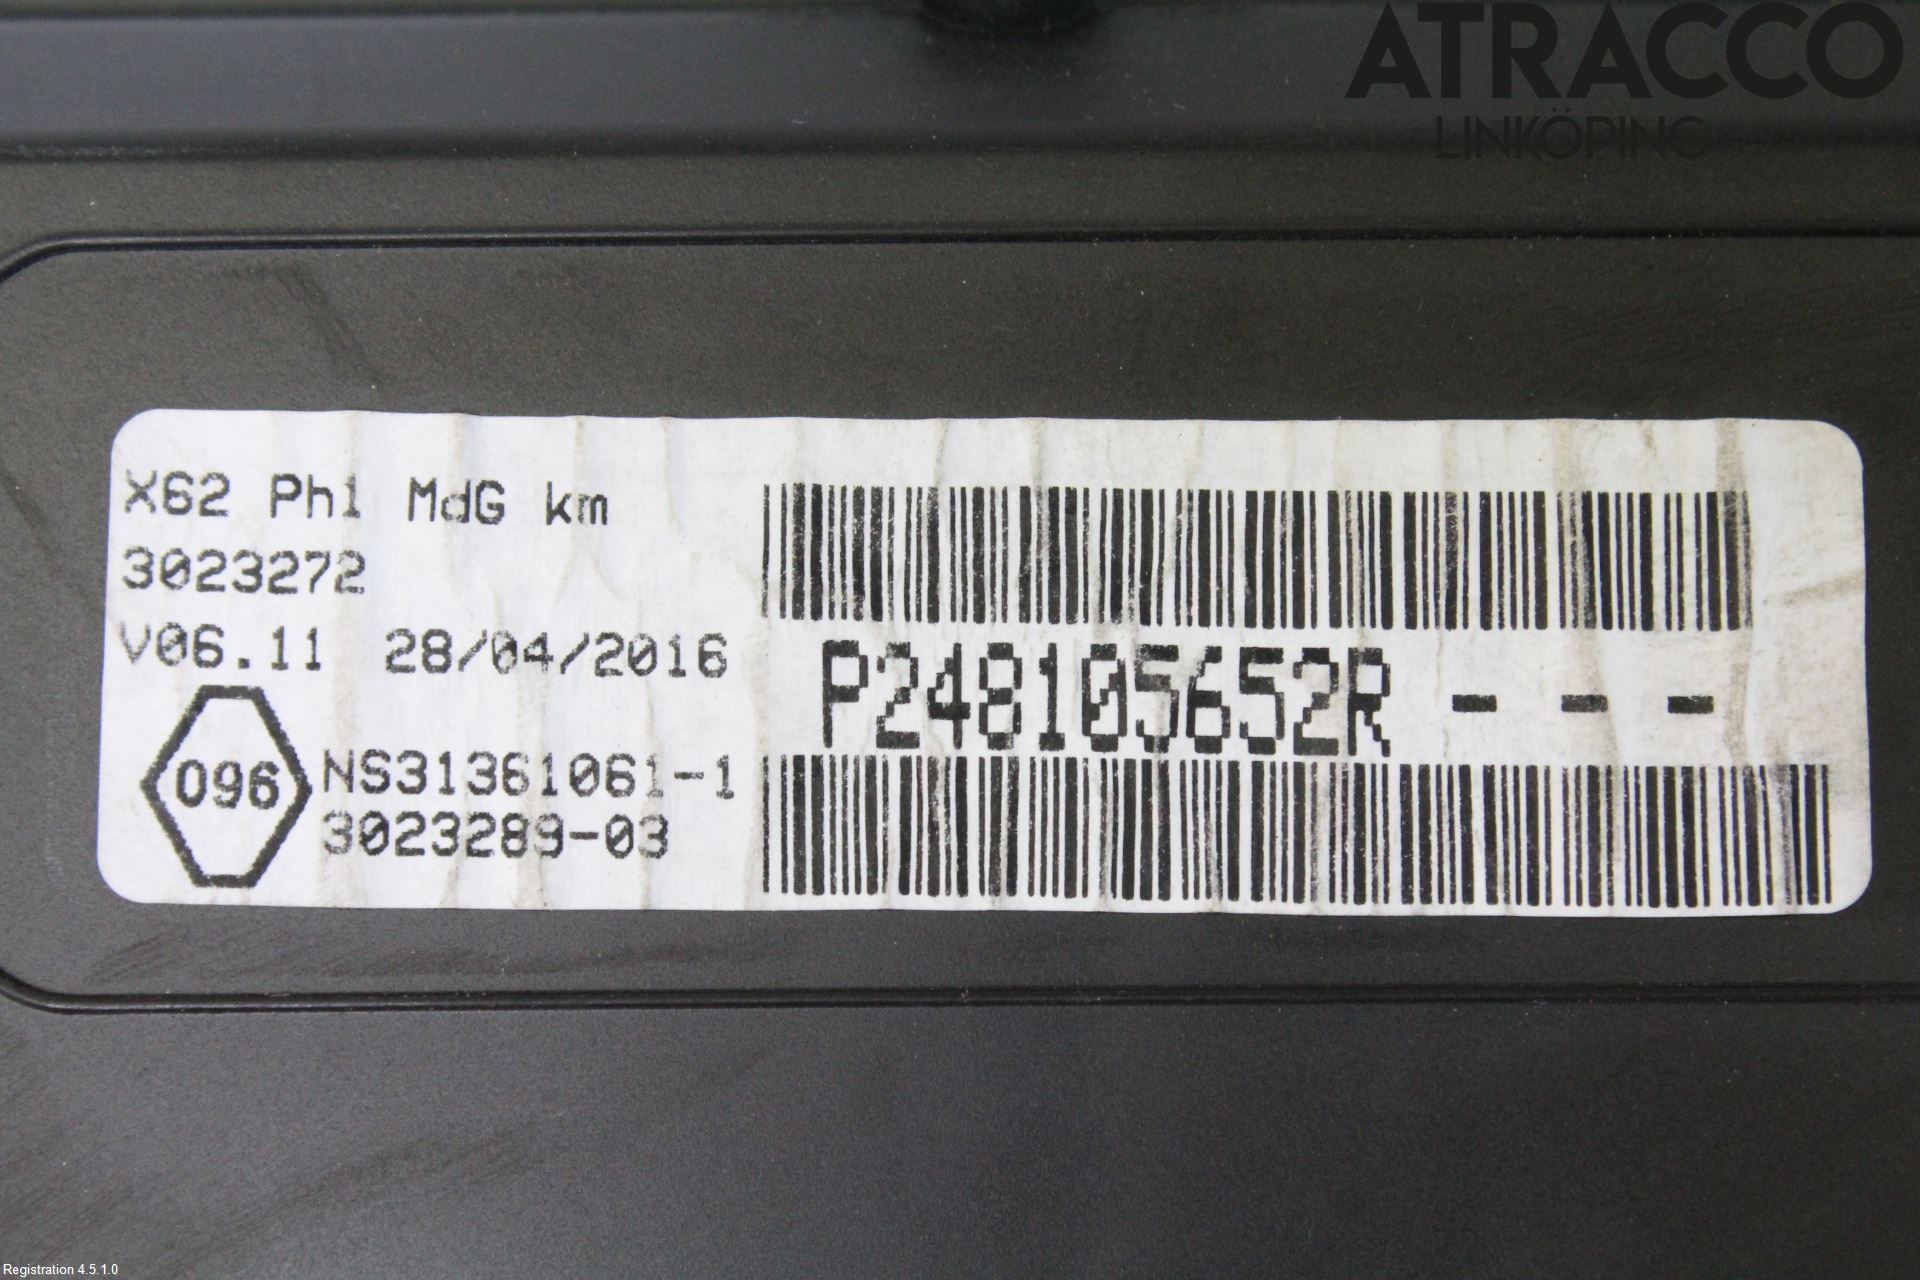 ATRACCO
LINKÖPING
X62 Ph1 MdG km
3023272
V06.11 28/04/2016
P248105652R - - -
096
NS31361061-1
3023289-03
Registration 4.5.1.0